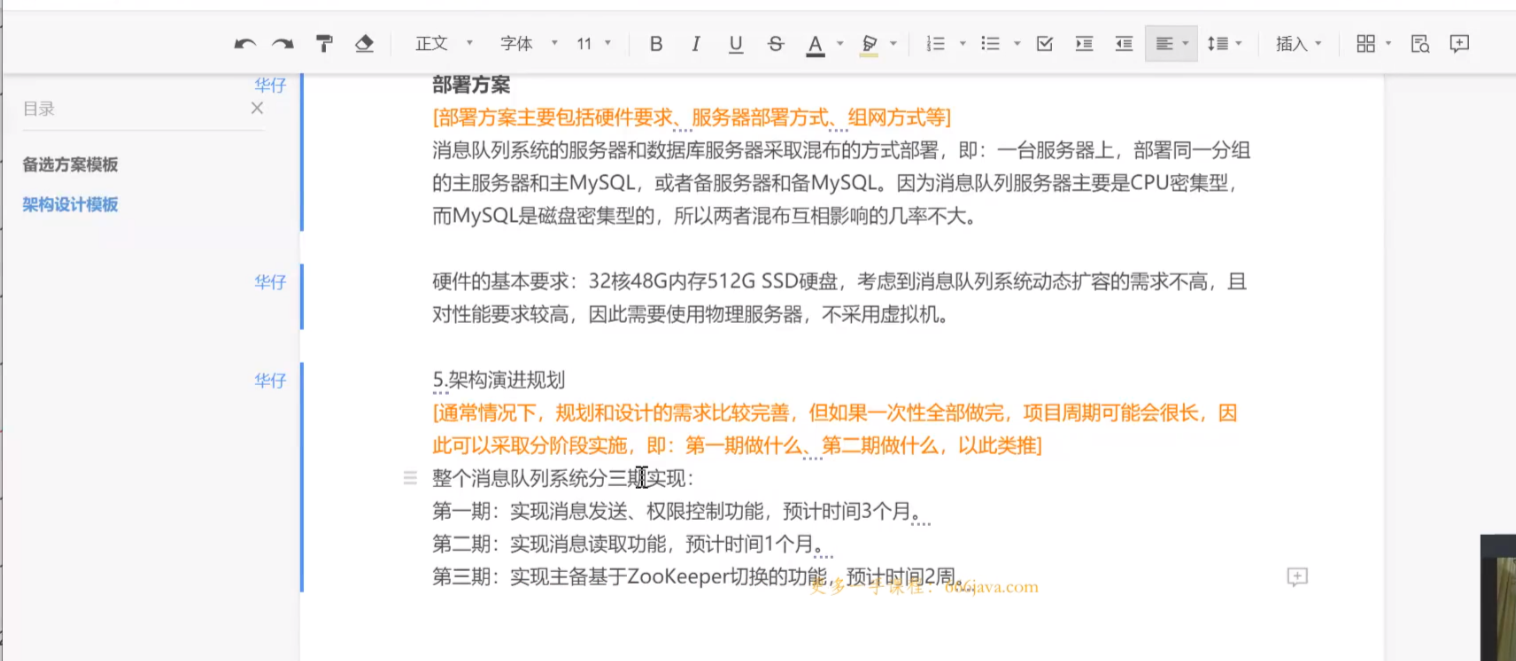 正文 字体 11 B I U S A 插入
目录
备选方案模板
架构设计模板
华仔
部署方案
[部署方案主要包括硬件要求、服务器部署方式、组网方式等]
消息队列系统的服务器和数据库服务器采取混布的方式部署，即：一台服务器上，部署同一分组
的主服务器和主MySQL，或者备服务器和备MySQL。因为消息队列服务器主要是CPU密集型，
而MySQL是磁盘密集型的，所以两者混布互相影响的几率不大。
华仔
硬件的基本要求：32核48G内存512G SSD硬盘，考虑到消息队列系统动态扩容的需求不高，且
对性能要求较高，因此需要使用物理服务器，不采用虚拟机。
华仔
5.架构演进规划
[通常情况下，规划和设计的需求比较完善，但如果一次性全部做完，项目周期可能会很长，因
此可以采取分阶段实施，即：第一期做什么、第二期做什么，以此类推]
整个消息队列系统分三期实现：
第一期：实现消息发送、权限控制功能，预计时间3个月。
第二期：实现消息读取功能，预计时间1个月。
第三期：实现主备基于ZooKeeper切换的功能，预计时间2周。
更多一手课程：666java.com